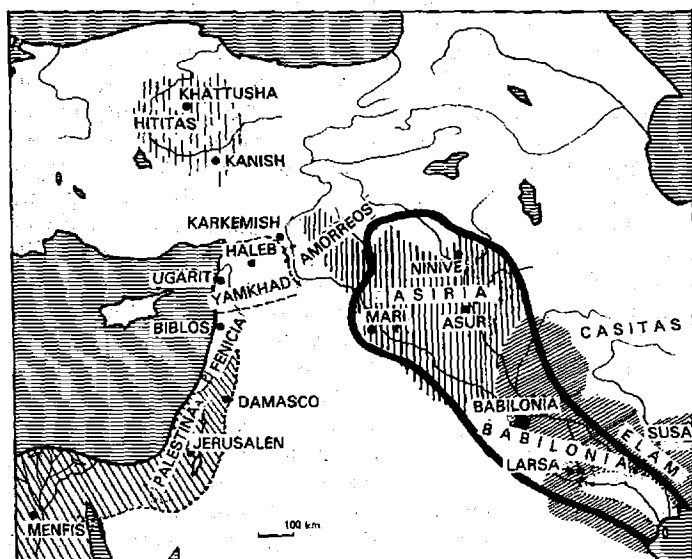 KHATTUSHA
HITITAS
KANISH
KARKEMISH
AMORREOS
HALEB
NINIVE
UGARIT
YAMKHAD
ASIRIA
MARI
ASUR
BIBLOS
CASITAS
FENICIA
DAMASCO
BABILONIA
PALESTINA
SUSA
BABILONIA
ELAM
JERUSALÉN
LARSA
MENFIS
100 km